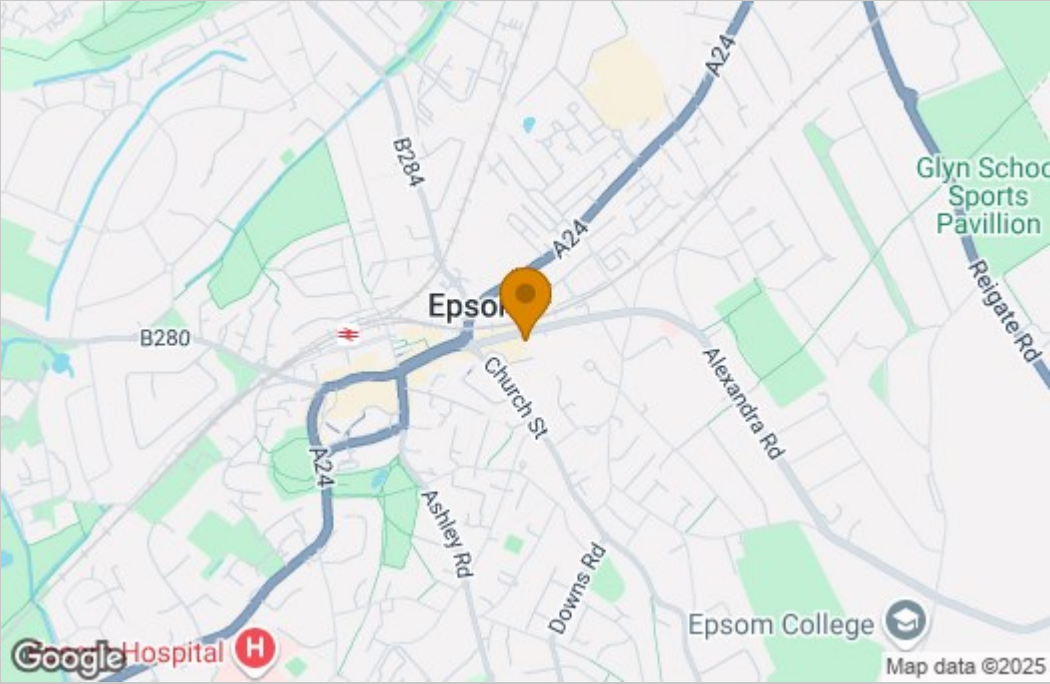 A24
B284
Glyn Schoo
Sports
Pavillion
A24
Reigate Rd
Epsom
B280
Church St
Alexandra Rd
A24
Ashley Rd
Downs Rd
Epsom College
Hospital
H
Google
Map data ©2025